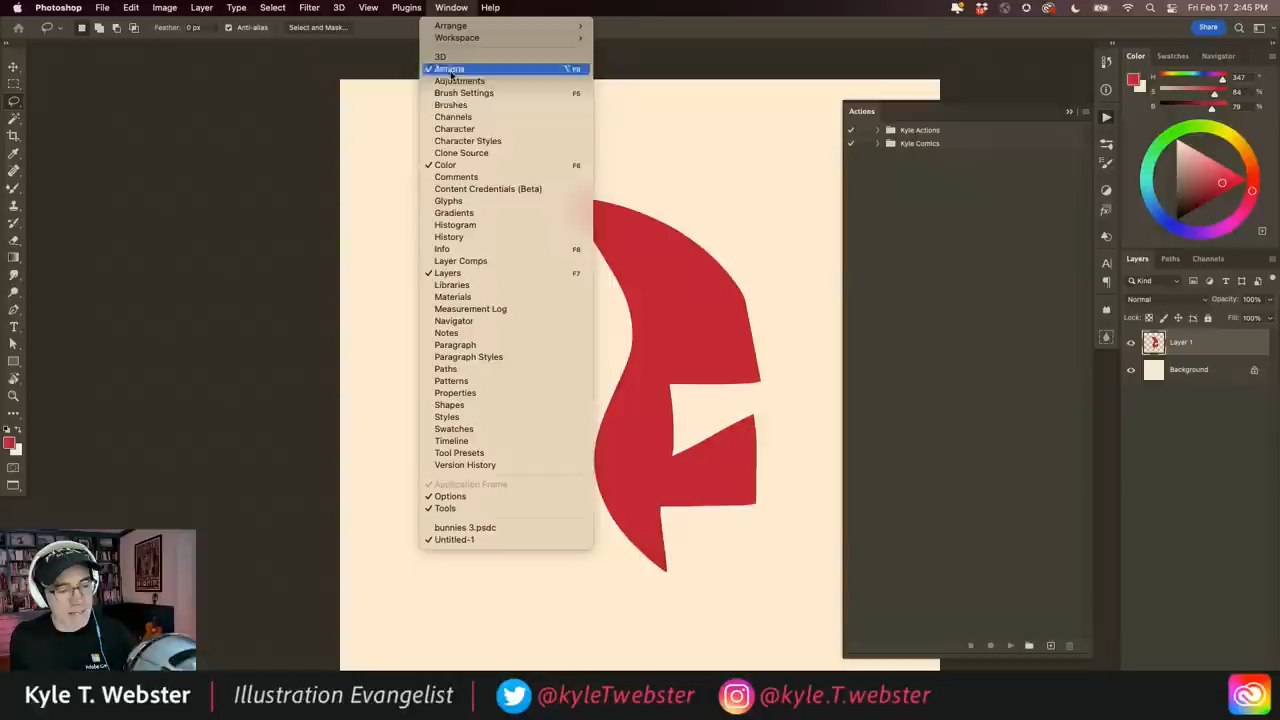 Photoshop File Edit Image Layer Type Select Filter 3D View Plugins Window Help
Fri Feb 17 2:45 PM
Feather: 0 px Anti-alias Select and Mask... Share
Arrange
Workspace
3D
Actions F9
Adjustments
Brush Settings F5
Brushes
Channels
Character
Character Styles
Clone Source
Color F6
Comments
Content Credentials (Beta)
Glyphs
Gradients
Histogram
History
Info F8
Layer Comps
Layers F7
Libraries
Materials
Measurement Log
Navigator
Notes
Paragraph
Paragraph Styles
Paths
Patterns
Properties
Shapes
Styles
Swatches
Timeline
Tool Presets
Version History
Application Frame
Options
Tools
bunnies 3.psdc
Untitled-1
Actions
Kyle Actions
Kyle Comics
Color Swatches Navigator
H 347
S 84
B 79
Layers Paths Channels
Kind
Normal Opacity: 100%
Lock: Fill: 100%
Layer 1
Background
Kyle T. Webster | Illustration Evangelist | @kyleTwebster @kyle.T.webster